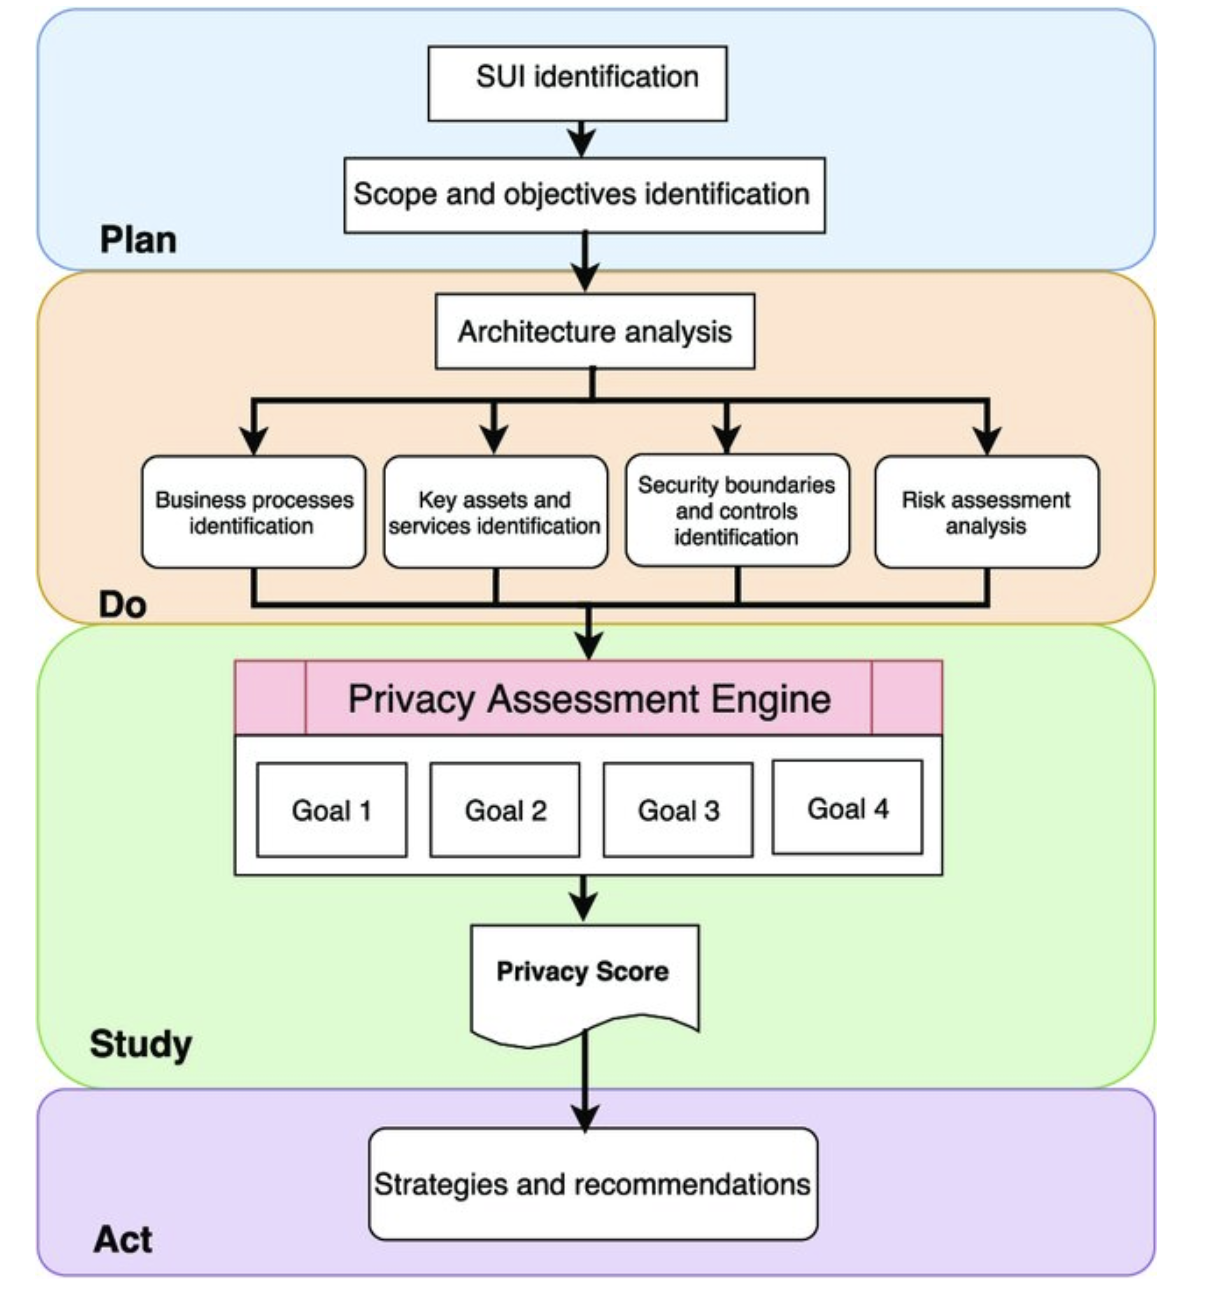 SUI identification
Scope and objectives identification
Plan
Architecture analysis
Business processes
identification
Key assets and
services identification
Security boundaries
and controls
identification
Risk assessment
analysis
Do
Privacy Assessment Engine
Goal 1
Goal 2
Goal 3
Goal 4
Privacy Score
Study
Strategies and recommendations
Act